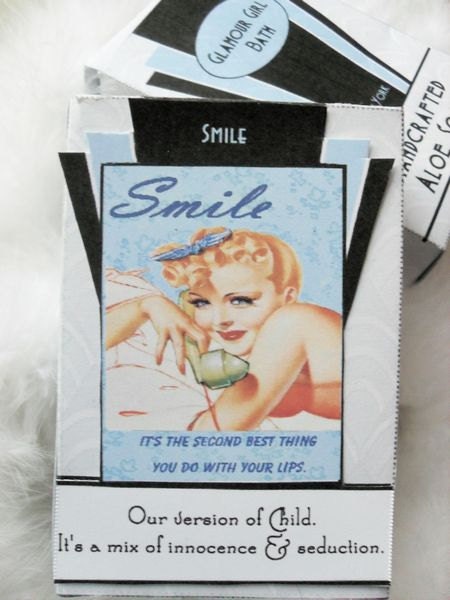 GLAMOUR GIRL
BATH
YORK
HANDCRAFTED
ALOE
SMILE
Smile
IT'S THE SECOND BEST THING
YOU DO WITH YOUR LIPS.
Our version of Child.
It's a mix of innocence & seduction.